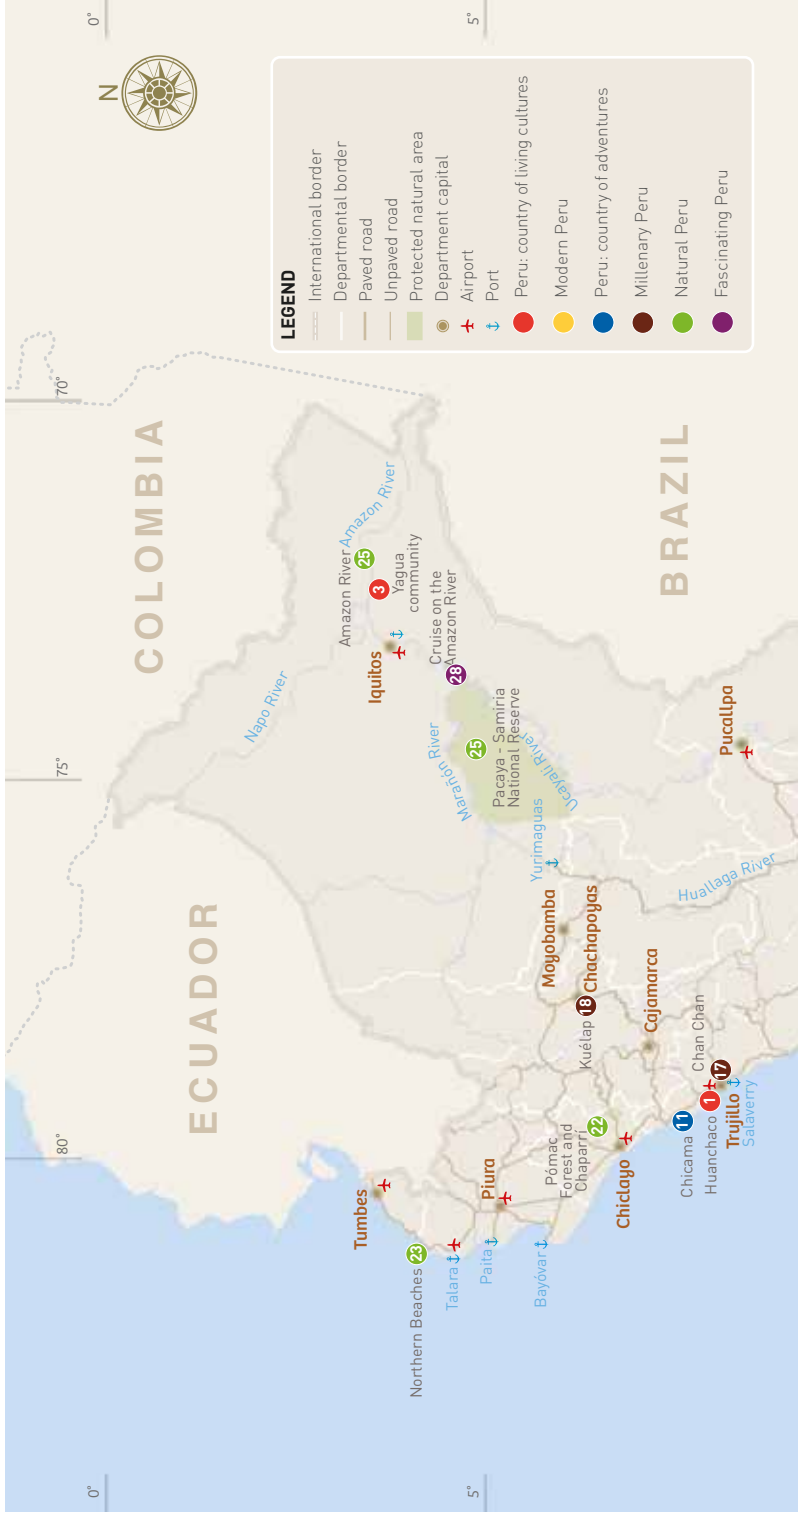 0°
5°
N
LEGEND
International border
Departmental border
Paved road
Unpaved road
Protected natural area
Department capital
Airport
Port
Peru: country of living cultures
Modern Peru
Peru: country of adventures
Millenary Peru
Natural Peru
Fascinating Peru
70°
75°
80°
COLOMBIA
ECUADOR
BRAZIL
Napo River
Amazon River
25
Amazon River
3
Yagua
community
Iquitos
Cruise on the
Amazon River
28
Marañón River
25
Pacaya - Samiria
National Reserve
Ucayali River
Pucallpa
Yurimaguas
Huallaga River
Moyobamba
Chachapoyas
18
Kuélap
Cajamarca
Chan Chan
17
1
Huanchaco
Trujillo
Salaverry
11
Chicama
22
Pómac
Forest and
Chaparrí
Chiclayo
Tumbes
Piura
23
Northern Beaches
Talara
Paita
Bayóvar
0°
5°